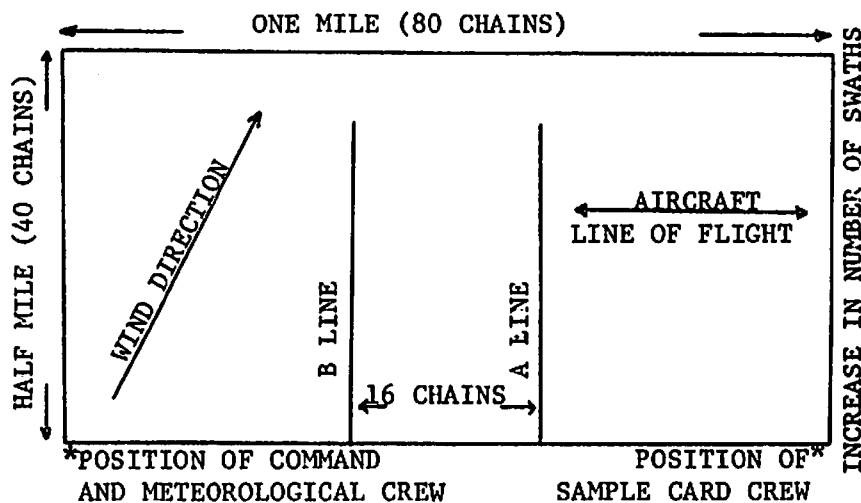 ONE MILE (80 CHAINS)
HALF MILE (40 CHAINS)
WIND DIRECTION
B LINE
A LINE
16 CHAINS
AIRCRAFT
LINE OF FLIGHT
INCREASE IN NUMBER OF SWATHS
*POSITION OF COMMAND
AND METEOROLOGICAL CREW
POSITION OF*
SAMPLE CARD CREW